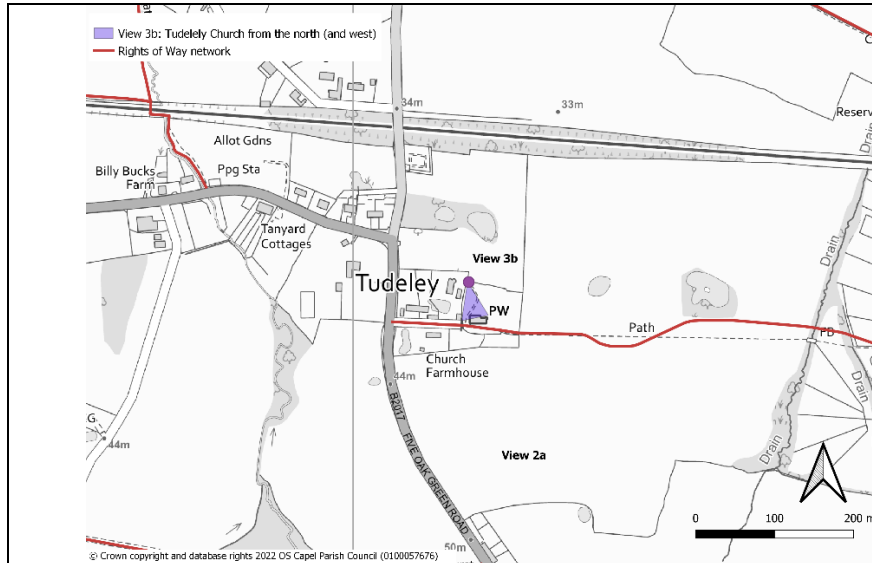 View 3b: Tudelely Church from the north (and west)
Rights of Way network
34m
33m
Reserv
Drain
Allot Gdns
Billy Bucks
Farm
Ppg Sta
Tanyard
Cottages
View 3b
Tudeley
PW
Path
FB
Church
Farmhouse
Drain
44m
B2017
FIVE OAK GREEN ROAD
G.
44m
View 2a
Drain
50m
0 100 200 m
© Crown copyright and database rights 2022 OS Capel Parish Council (0100057676)